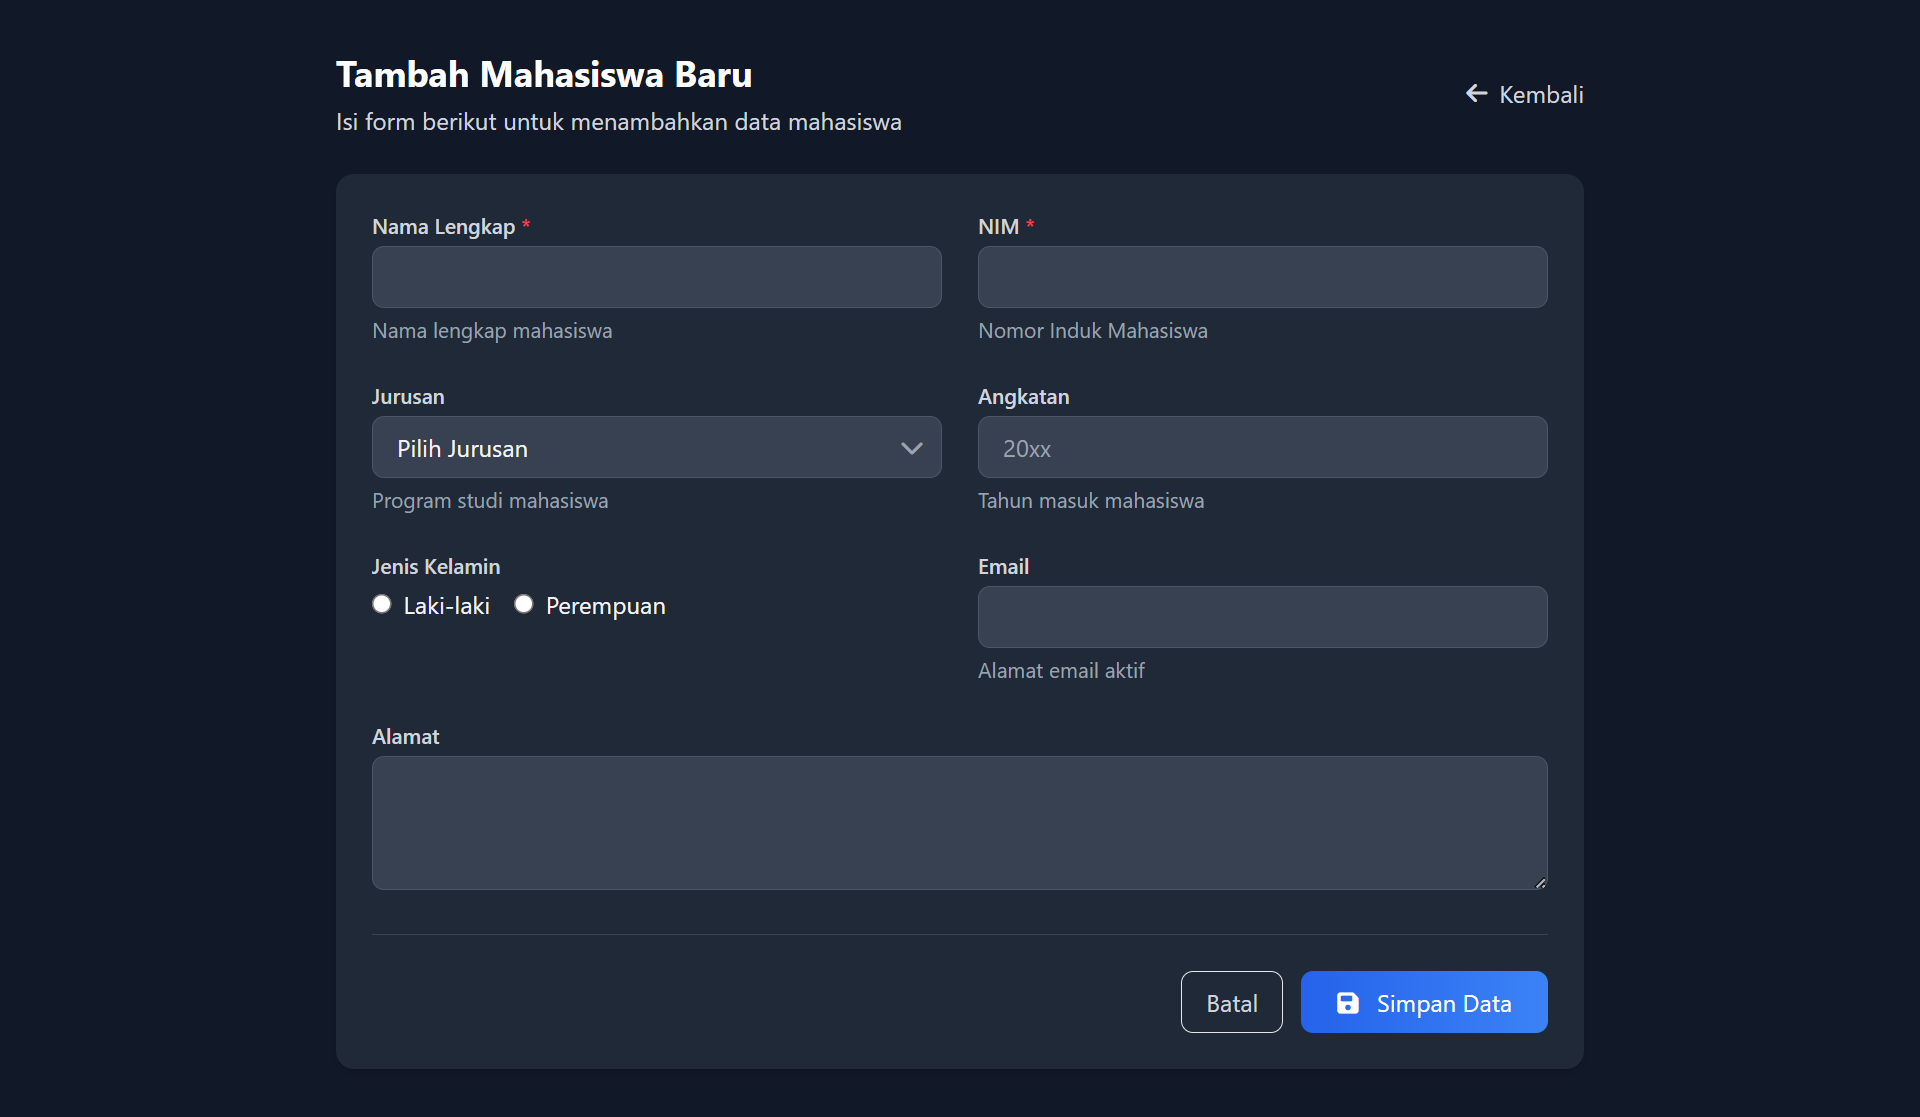 Tambah Mahasiswa Baru
Isi form berikut untuk menambahkan data mahasiswa
Kembali
Nama Lengkap *
Nama lengkap mahasiswa
NIM *
Nomor Induk Mahasiswa
Jurusan
Pilih Jurusan
Program studi mahasiswa
Angkatan
20xx
Tahun masuk mahasiswa
Jenis Kelamin
Laki-laki
Perempuan
Email
Alamat email aktif
Alamat
Batal
Simpan Data